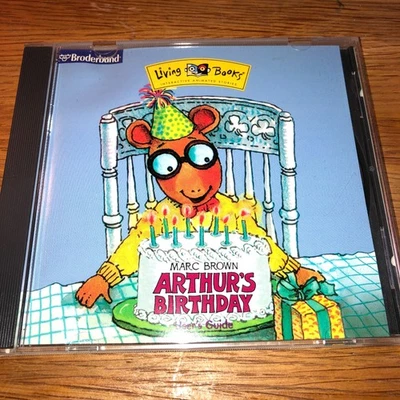 Brøderbund
Living Books
INTERACTIVE ANIMATED STORIES
MARC BROWN
ARTHUR'S
BIRTHDAY
User's Guide